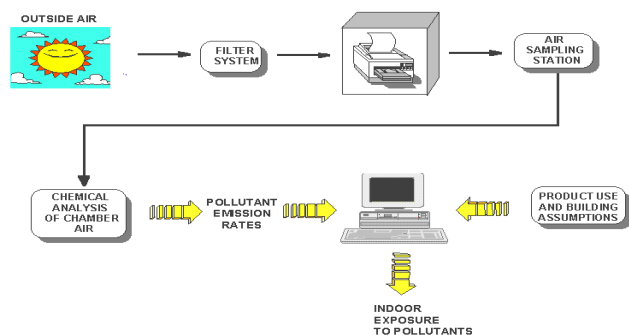 OUTSIDE AIR
FILTER
SYSTEM
AIR
SAMPLING
STATION
CHEMICAL
ANALYSIS
OF CHAMBER
AIR
POLLUTANT
EMISSION
RATES
PRODUCT USE
AND BUILDING
ASSUMPTIONS
INDOOR
EXPOSURE
TO POLLUTANTS